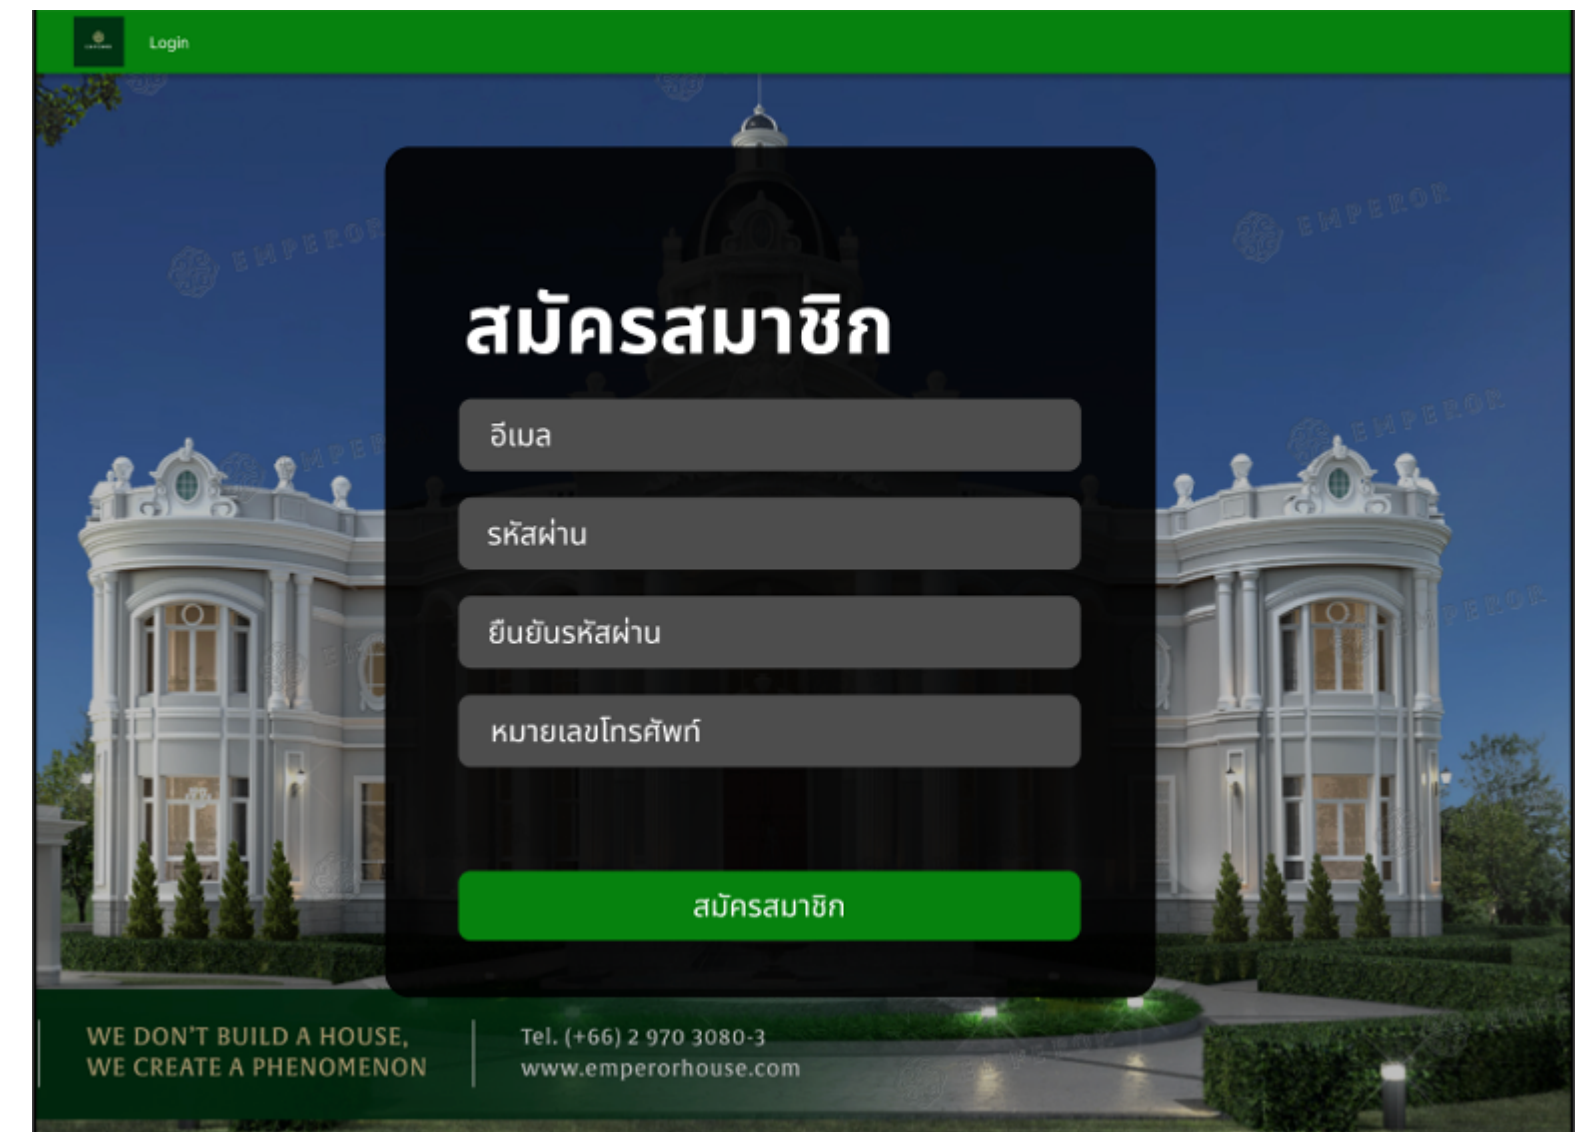 Login
EMPEROR
EMPEROR
สมัครสมาชิก
EMPEROR
อีเมล
รหัสผ่าน
ยืนยันรหัสผ่าน
หมายเลขโทรศัพท์
สมัครสมาชิก
WE DON'T BUILD A HOUSE,
WE CREATE A PHENOMENON
Tel. (+66) 2 970 3080-3
www.emperorhouse.com